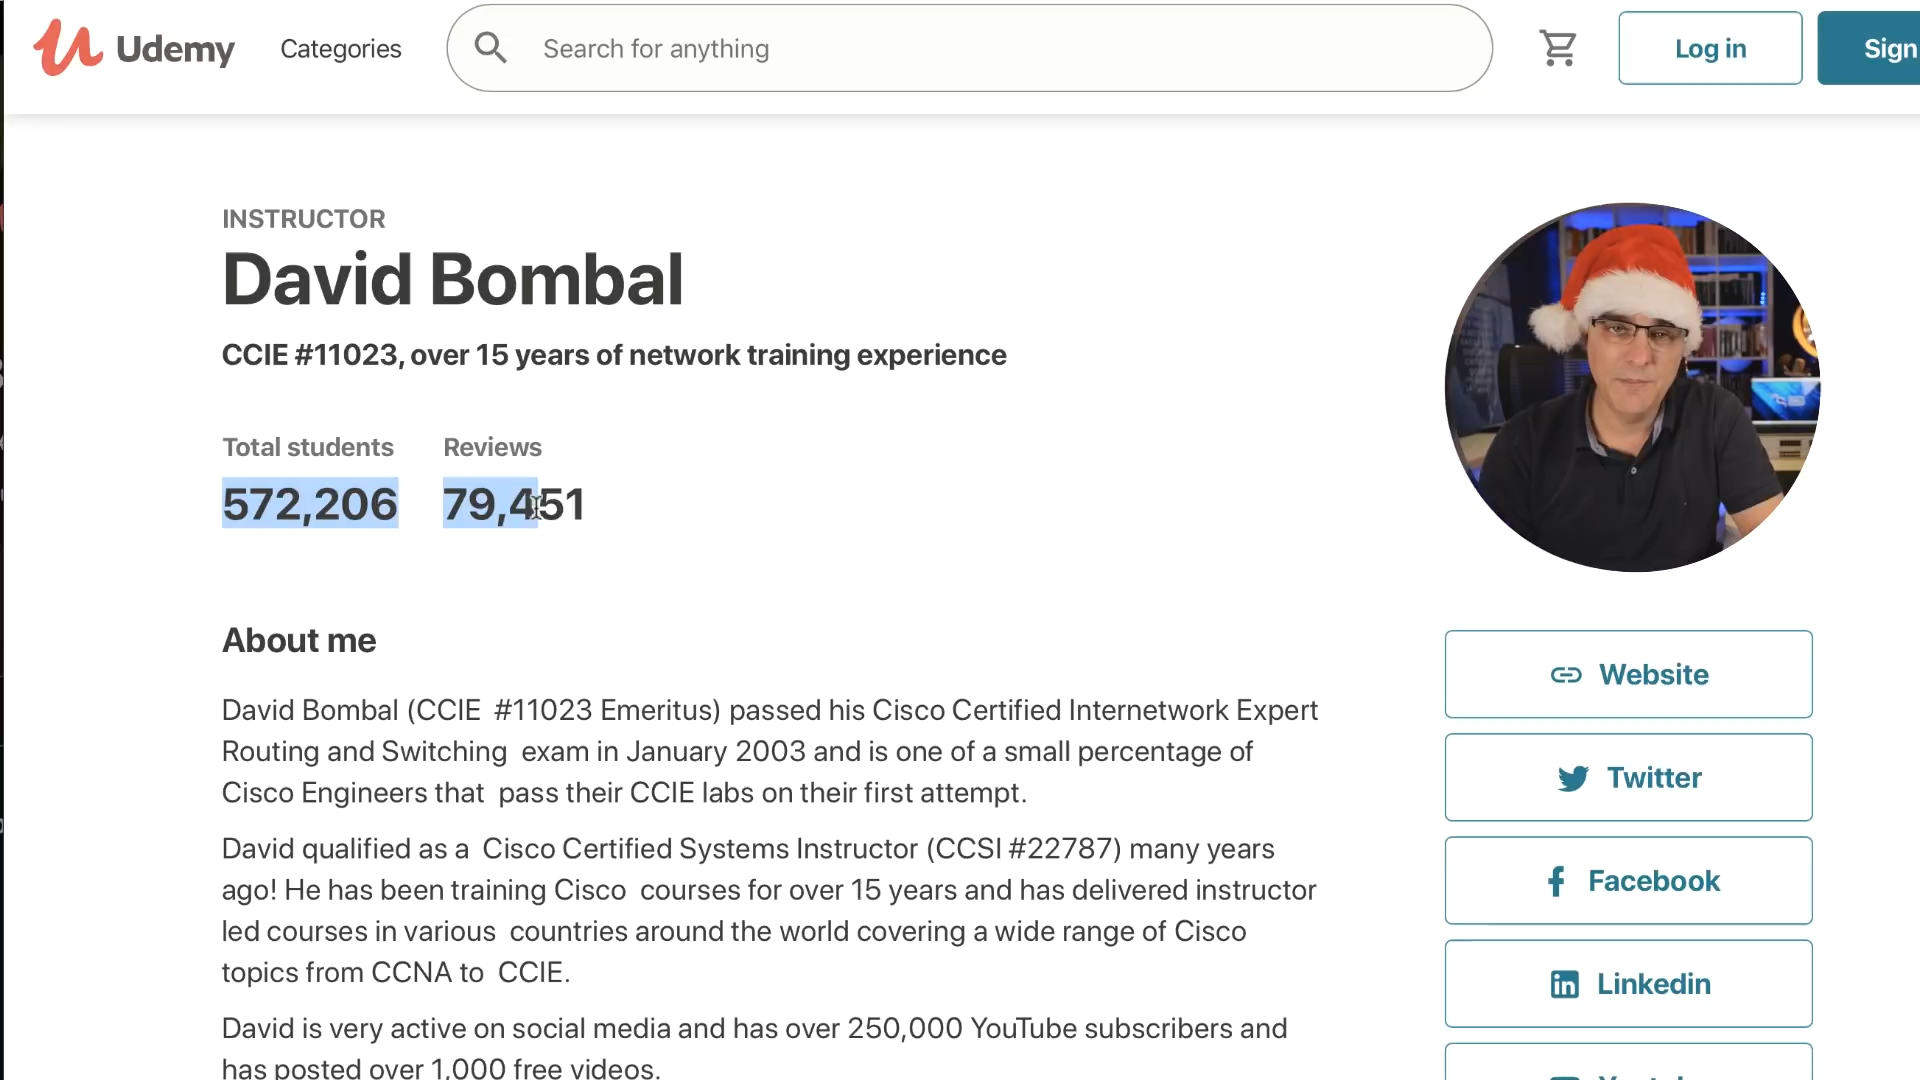 Udemy
Categories
Search for anything
Log in
Sign
INSTRUCTOR
David Bombal
CCIE #11023, over 15 years of network training experience
Total students
Reviews
572,206
79,451
About me
David Bombal (CCIE #11023 Emeritus) passed his Cisco Certified Internetwork Expert
Routing and Switching exam in January 2003 and is one of a small percentage of
Cisco Engineers that pass their CCIE labs on their first attempt.
David qualified as a Cisco Certified Systems Instructor (CCSI #22787) many years
ago! He has been training Cisco courses for over 15 years and has delivered instructor
led courses in various countries around the world covering a wide range of Cisco
topics from CCNA to CCIE.
David is very active on social media and has over 250,000 YouTube subscribers and
has posted over 1,000 free videos.
Website
Twitter
Facebook
Linkedin